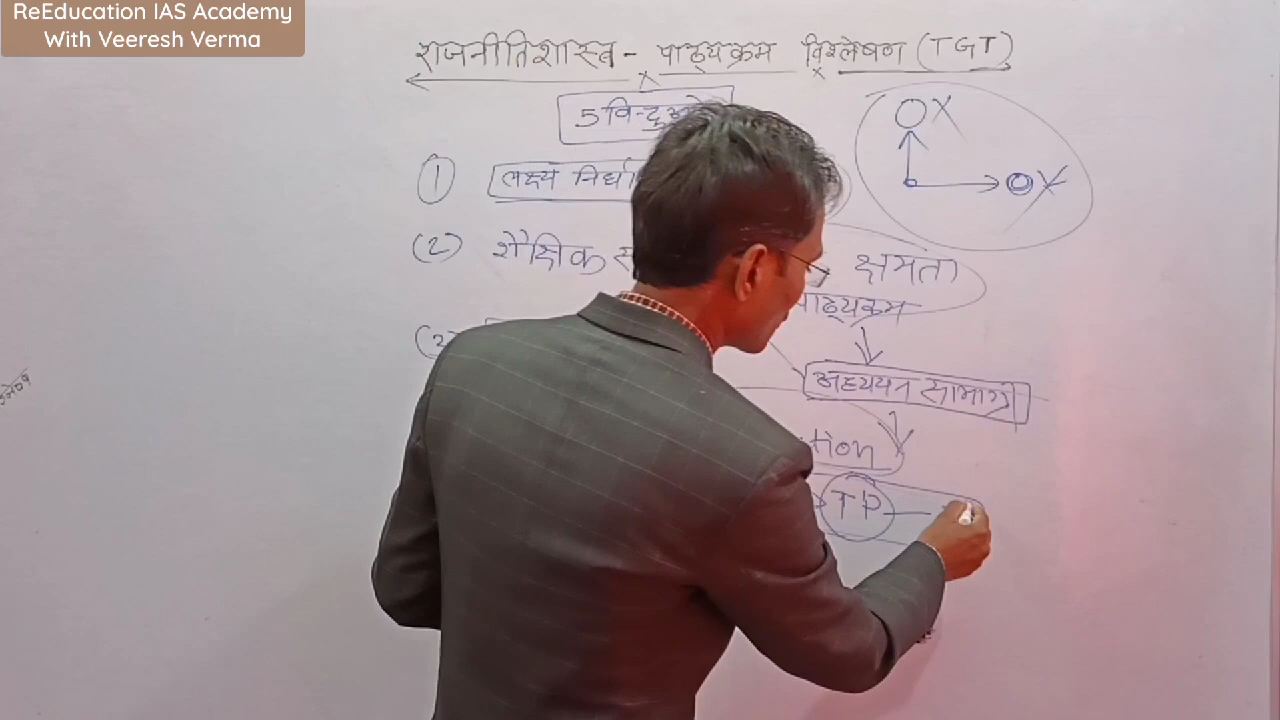 ReEducation IAS Academy
With Veeresh Verma
राजनीतिशास्त्र - पाठ्यक्रम विश्लेषण (TGT)
5
① लक्ष्य
(2) शैक्षिक क्षमता
पाठ्यक्रम
अध्ययन सामाग्री
TP